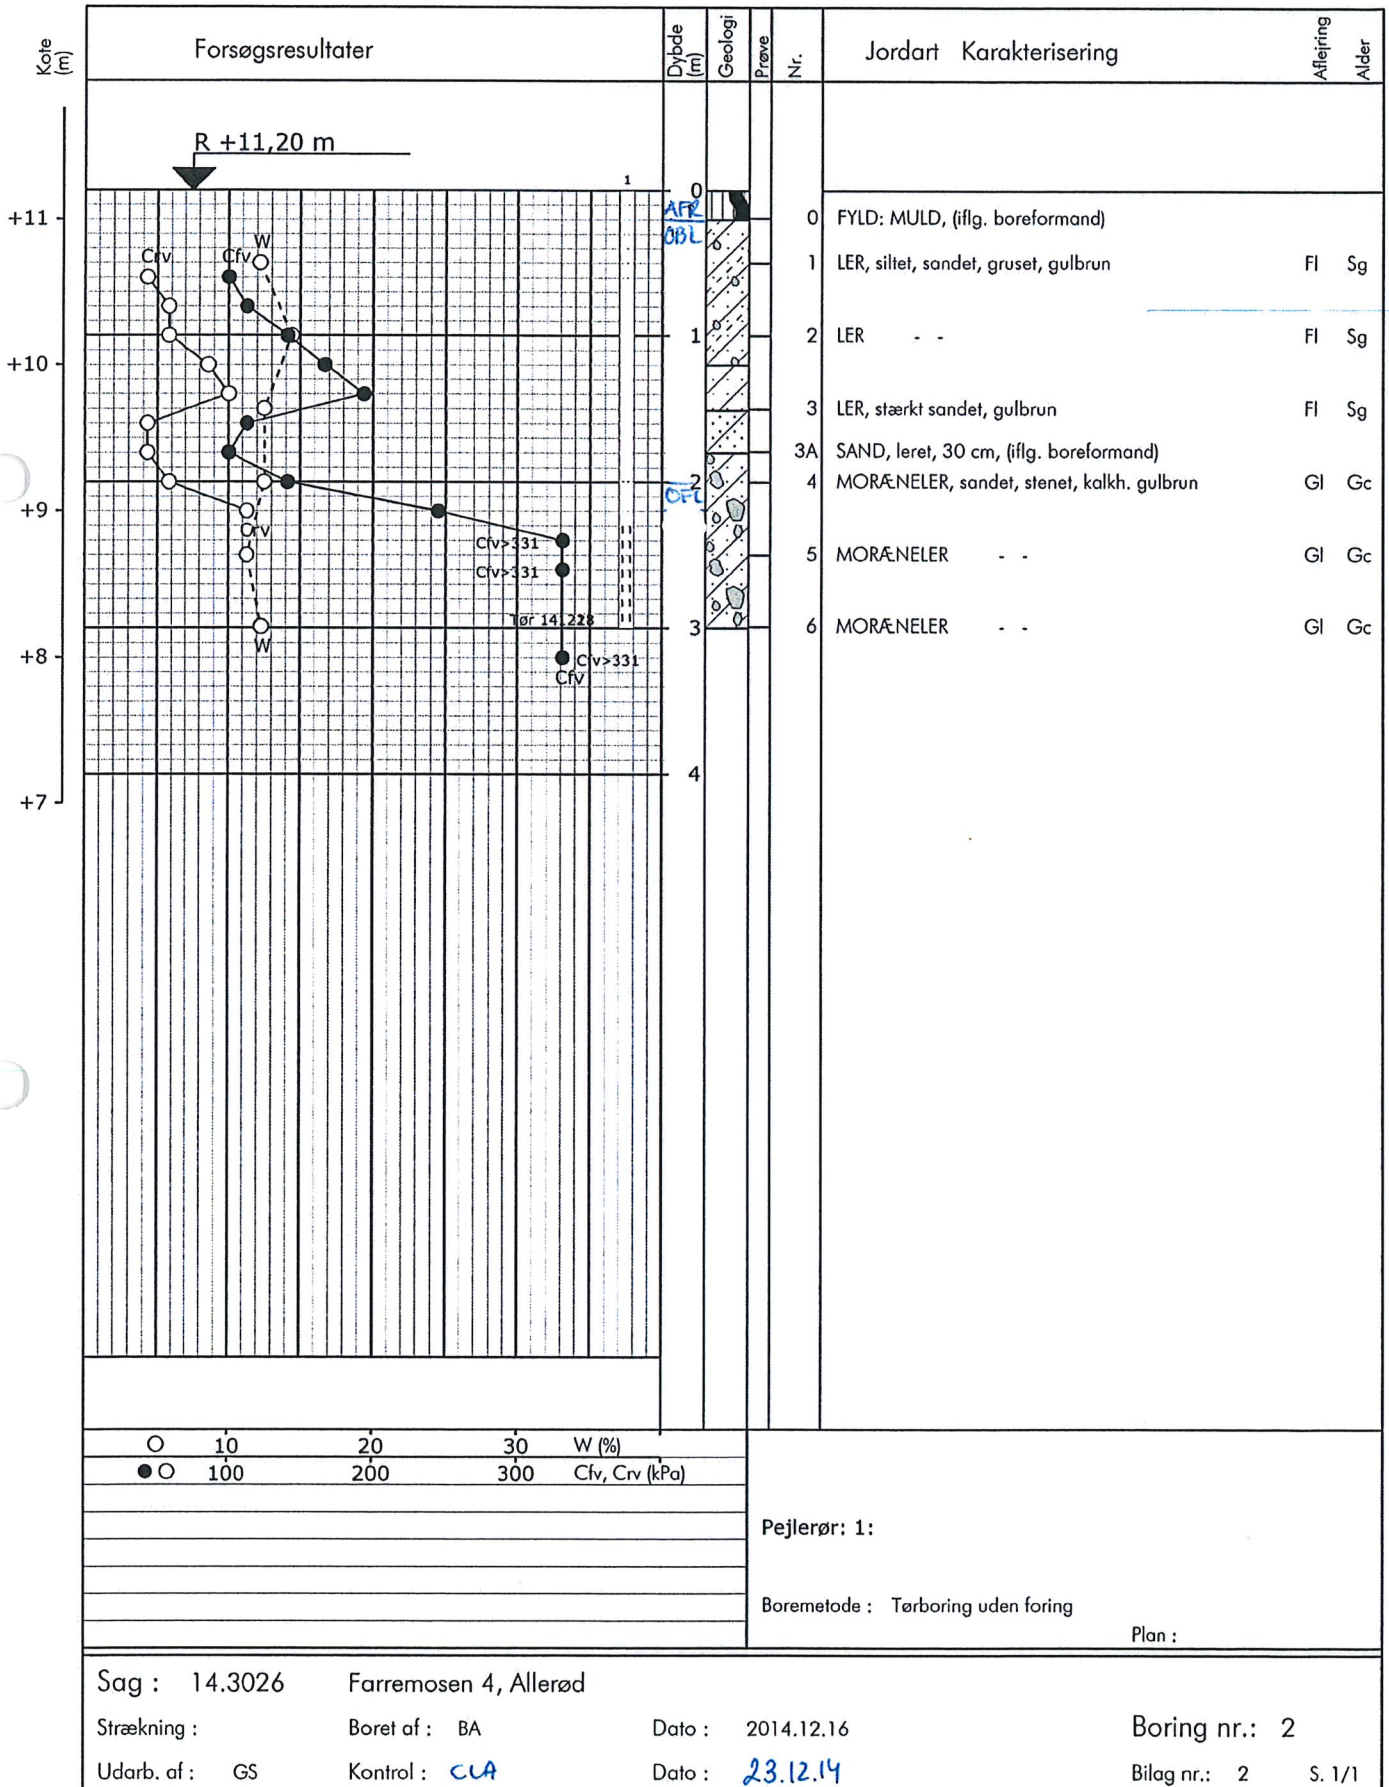 Kote (m)
Forsøgsresultater
Dybde (m)
Geologi
Prøve
Nr.
Jordart Karakterisering
Aflejring
Alder
R +11,20 m
1
0
AFR
+11
0 FYLD: MULD, (iflg. boreformand)
OBL
W
Crv Cfv
1 LER, siltet, sandet, gruset, gulbrun Fl Sg
1
2 LER - - Fl Sg
+10
3 LER, stærkt sandet, gulbrun Fl Sg
3A SAND, leret, 30 cm, (iflg. boreformand)
2
4 MORÆNELER, sandet, stenet, kalkh. gulbrun Gl Gc
OFL
+9
Crv
Cfv>331
5 MORÆNELER - - Gl Gc
Cfv>331
Tør 14.1218
3
6 MORÆNELER - - Gl Gc
W
+8
Cfv>331
Cfv
4
+7
10 20 30 W (%)
100 200 300 Cfv, Crv (kPa)
Pejlerør: 1:
Boremetode : Tørboring uden foring
Plan :
Sag : 14.3026 Farremosen 4, Allerød
Strækning : Boret af : BA Dato : 2014.12.16 Boring nr.: 2
Udarb. af : GS Kontrol : CLA Dato : 23.12.14 Bilag nr.: 2 S. 1/1